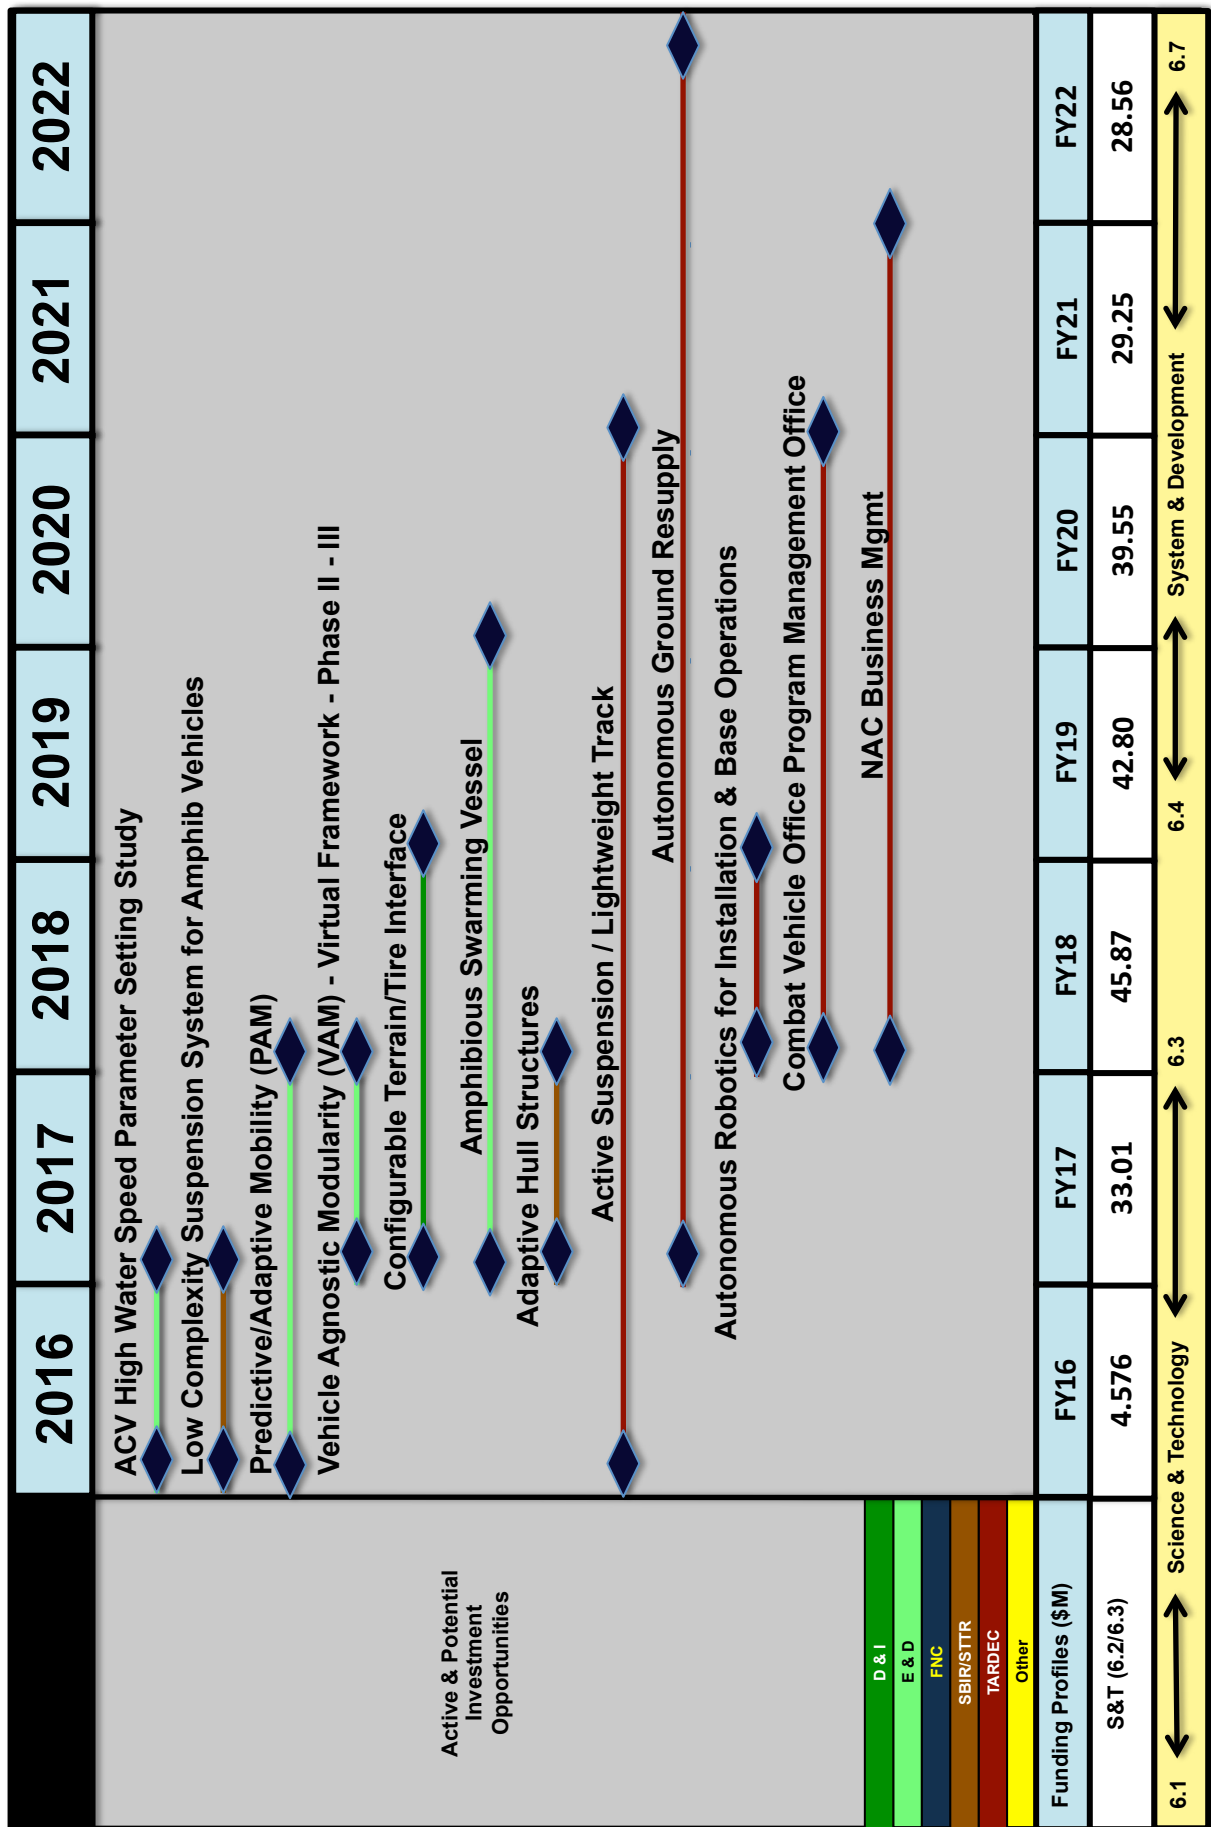 2016 2017 2018 2019 2020 2021 2022
Active & Potential
Investment
Opportunities
ACV High Water Speed Parameter Setting Study
Low Complexity Suspension System for Amphib Vehicles
Predictive/Adaptive Mobility (PAM)
Vehicle Agnostic Modularity (VAM) - Virtual Framework - Phase II - III
Configurable Terrain/Tire Interface
Amphibious Swarming Vessel
Adaptive Hull Structures
Active Suspension / Lightweight Track
Autonomous Ground Resupply
Autonomous Robotics for Installation & Base Operations
Combat Vehicle Office Program Management Office
NAC Business Mgmt
D & I
E & D
FNC
SBIR/STTR
TARDEC
Other
Funding Profiles ($M) FY16 FY17 FY18 FY19 FY20 FY21 FY22
S&T (6.2/6.3) 4.576 33.01 45.87 42.80 39.55 29.25 28.56
6.1 Science & Technology 6.3 6.4 System & Development 6.7